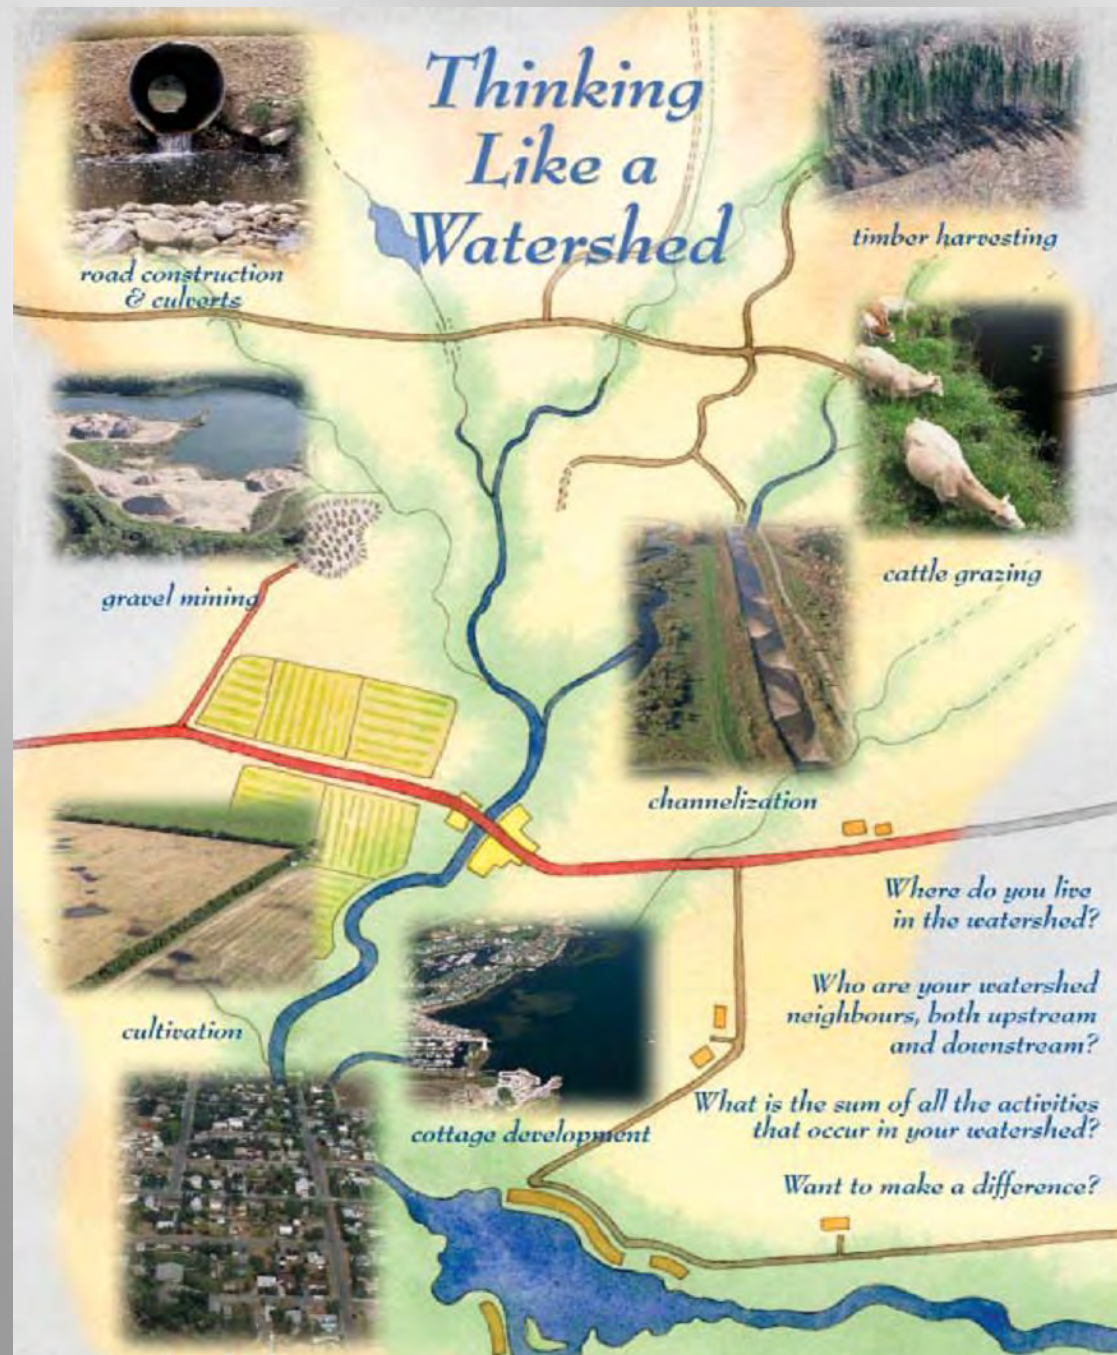 Thinking
Like a
Watershed
road construction
& culverts
timber harvesting
gravel mining
cattle grazing
channelization
cultivation
cottage development
Where do you live
in the watershed?
Who are your watershed
neighbours, both upstream
and downstream?
What is the sum of all the activities
that occur in your watershed?
Want to make a difference?